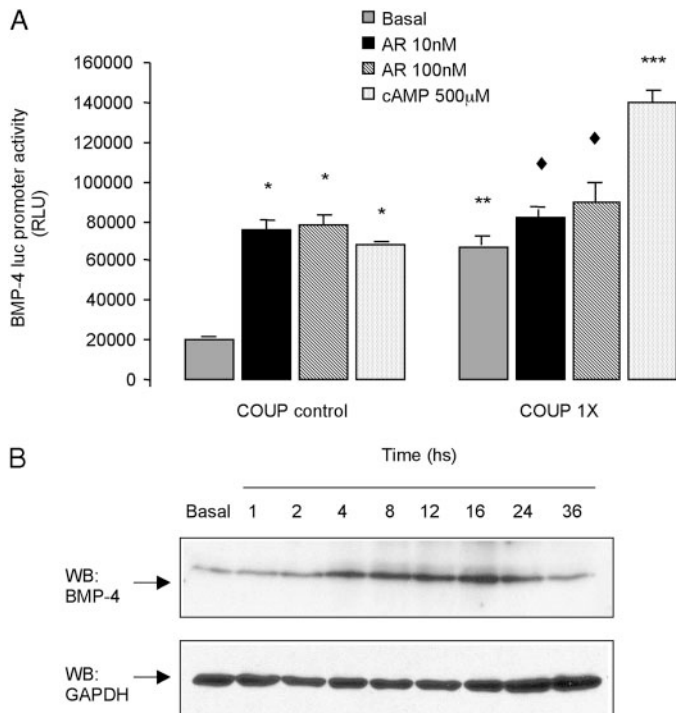 A
Basal
AR 10nM
AR 100nM
cAMP 500µM
BMP-4 luc promoter activity
(RLU)
160000
140000
120000
100000
80000
60000
40000
20000
0
*
*
*
**
♦
♦
***
COUP control
COUP 1X
B
Time (hs)
Basal 1 2 4 8 12 16 24 36
WB:
BMP-4
WB:
GAPDH